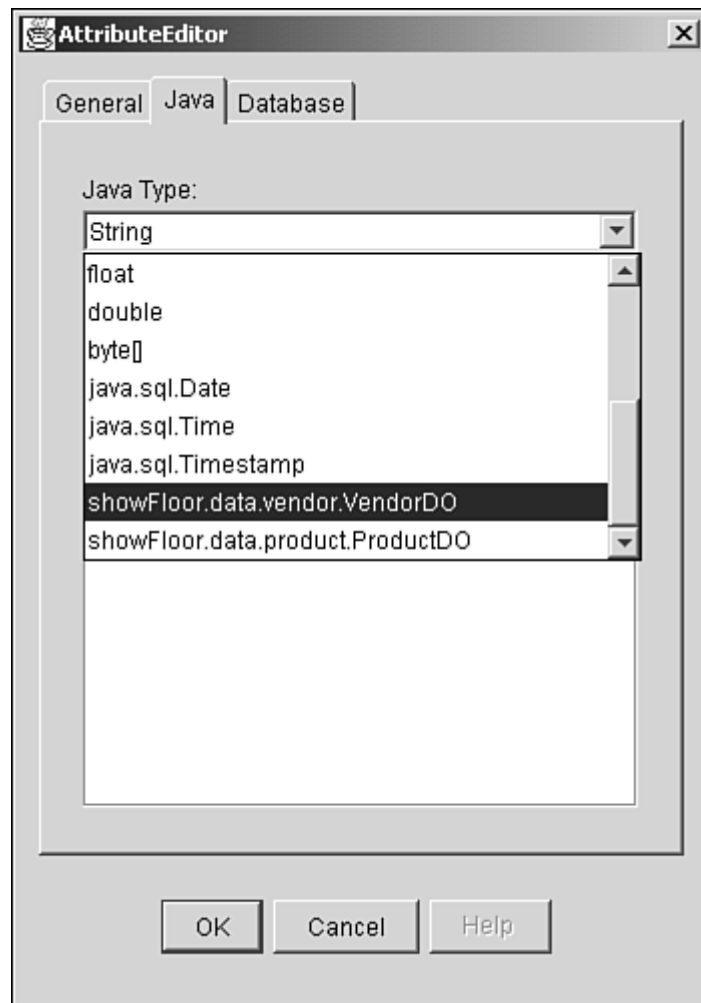 AttributeEditor
General Java Database
Java Type:
String
float
double
byte[]
java.sql.Date
java.sql.Time
java.sql.Timestamp
showFloor.data.vendor.VendorDO
showFloor.data.product.ProductDO
OK Cancel Help